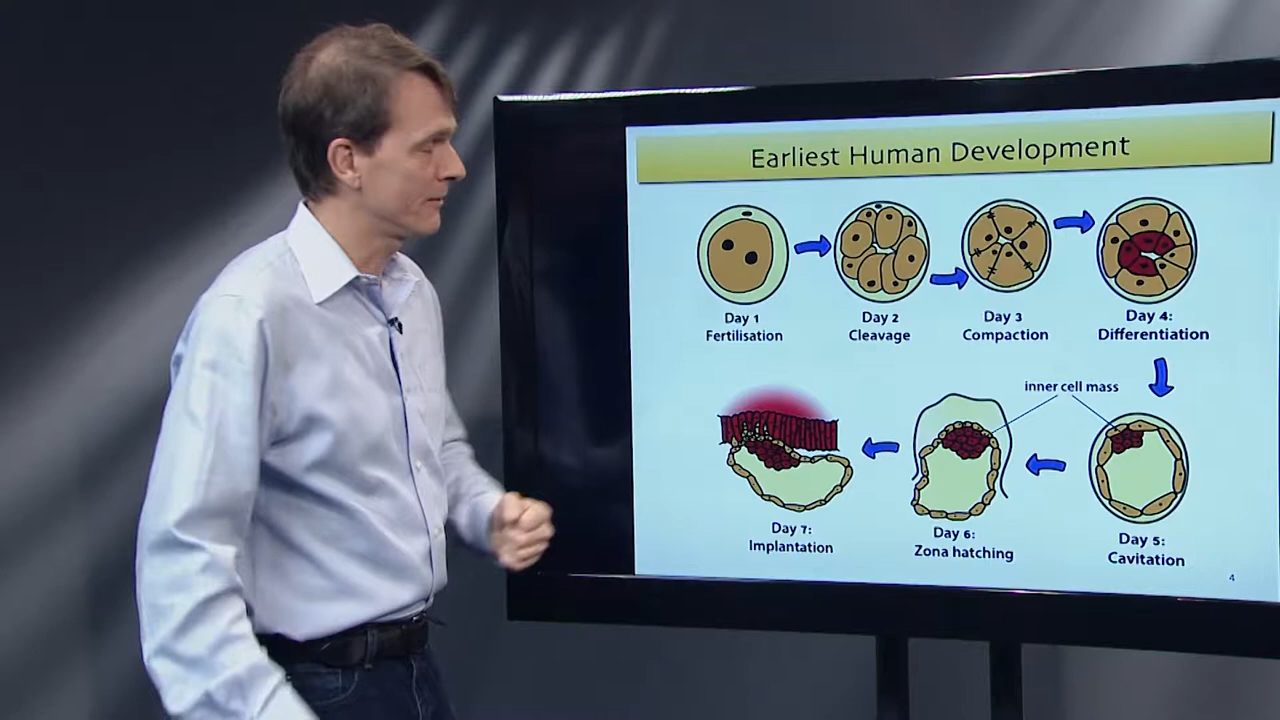 Earliest Human Development
Day 1
Fertilisation
Day 2
Cleavage
Day 3
Compaction
Day 4:
Differentiation
inner cell mass
Day 7:
Implantation
Day 6:
Zona hatching
Day 5:
Cavitation
4